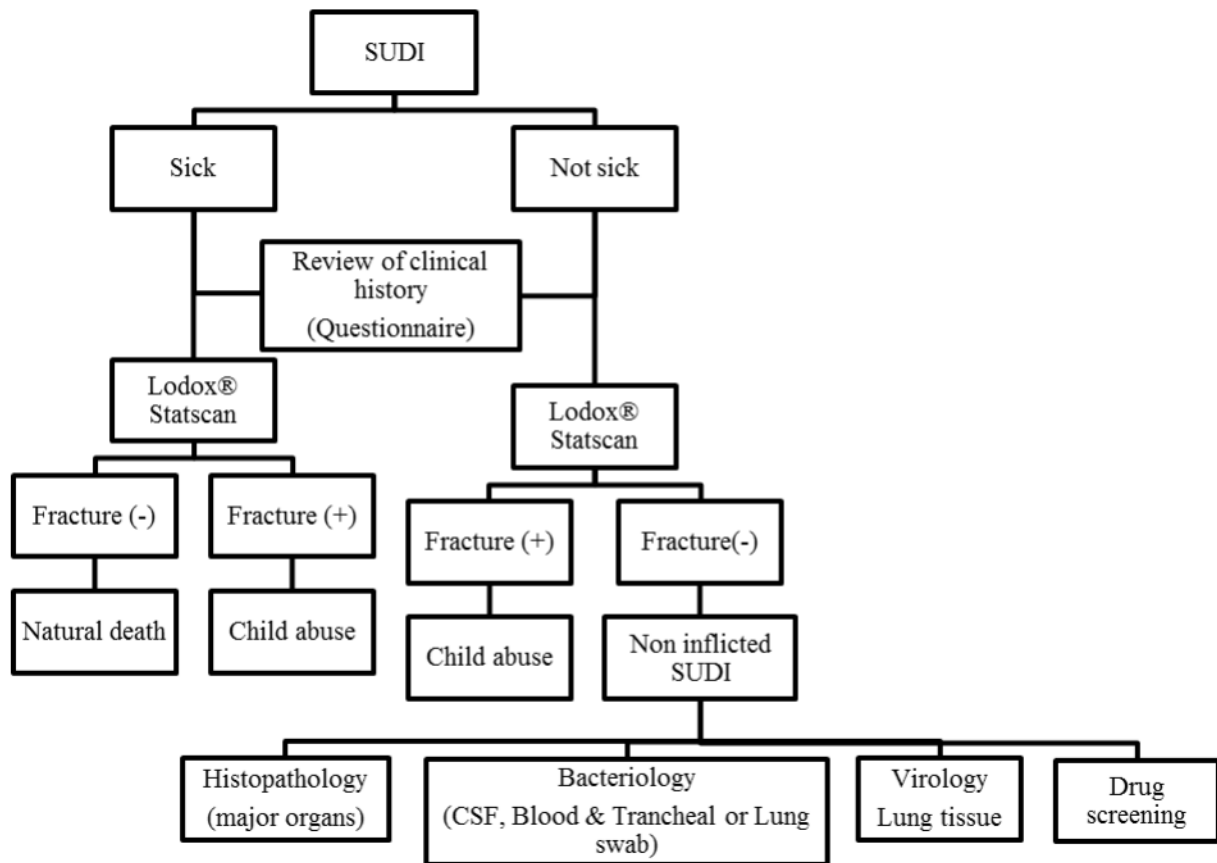 SUDI
Sick
Not sick
Review of clinical
history
(Questionnaire)
Lodox®
Statscan
Lodox®
Statscan
Fracture (-)
Fracture (+)
Fracture (+)
Fracture(-)
Natural death
Child abuse
Child abuse
Non inflicted
SUDI
Histopathology
(major organs)
Bacteriology
(CSF, Blood & Trancheal or Lung
swab)
Virology
Lung tissue
Drug
screening